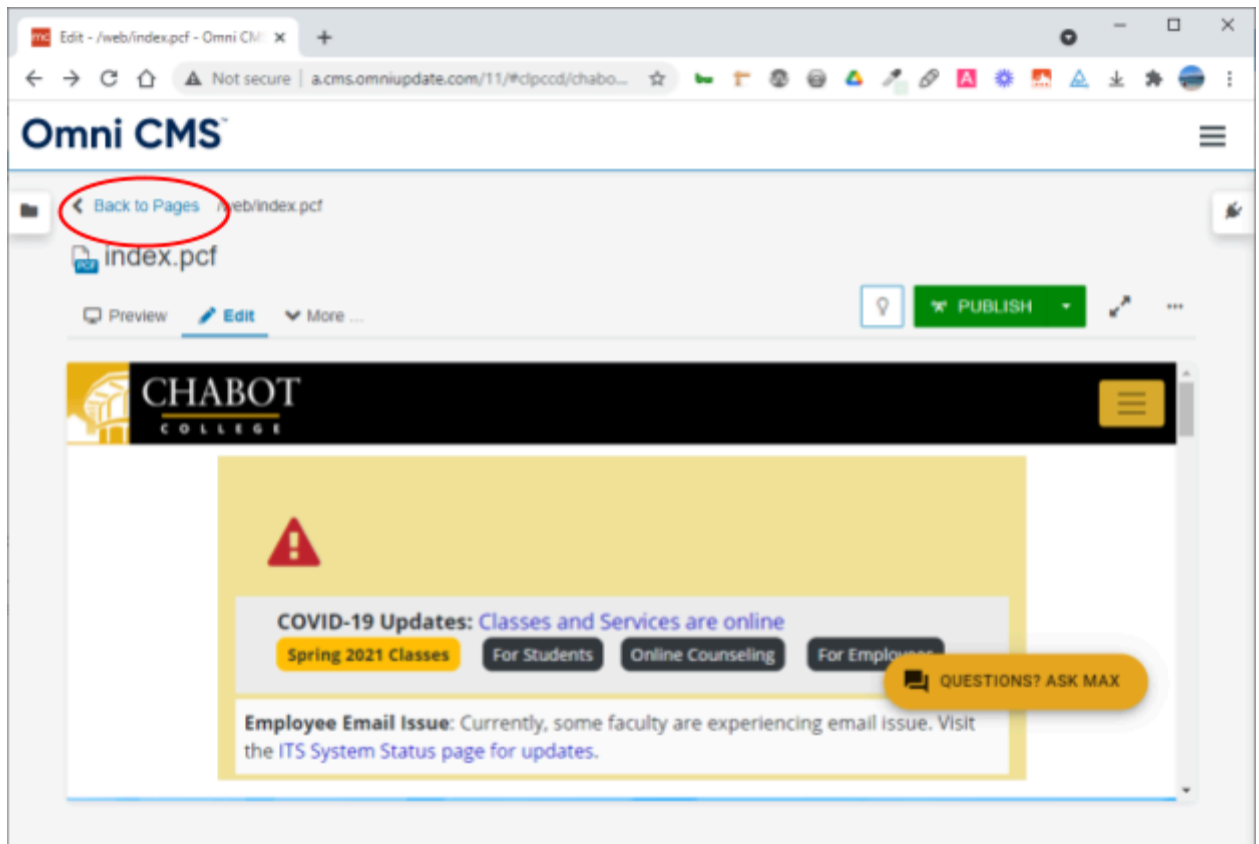 Edit - /web/index.pcf - Omni CM
Not secure | a.cms.omniupdate.com/11/#clpccd/chabo...
Omni CMS
Back to Pages /web/index.pcf
index.pcf
Preview Edit More ... PUBLISH
CHABOT
COLLEGE
COVID-19 Updates: Classes and Services are online
Spring 2021 Classes For Students Online Counseling For Employees
QUESTIONS? ASK MAX
Employee Email Issue: Currently, some faculty are experiencing email issue. Visit
the ITS System Status page for updates.